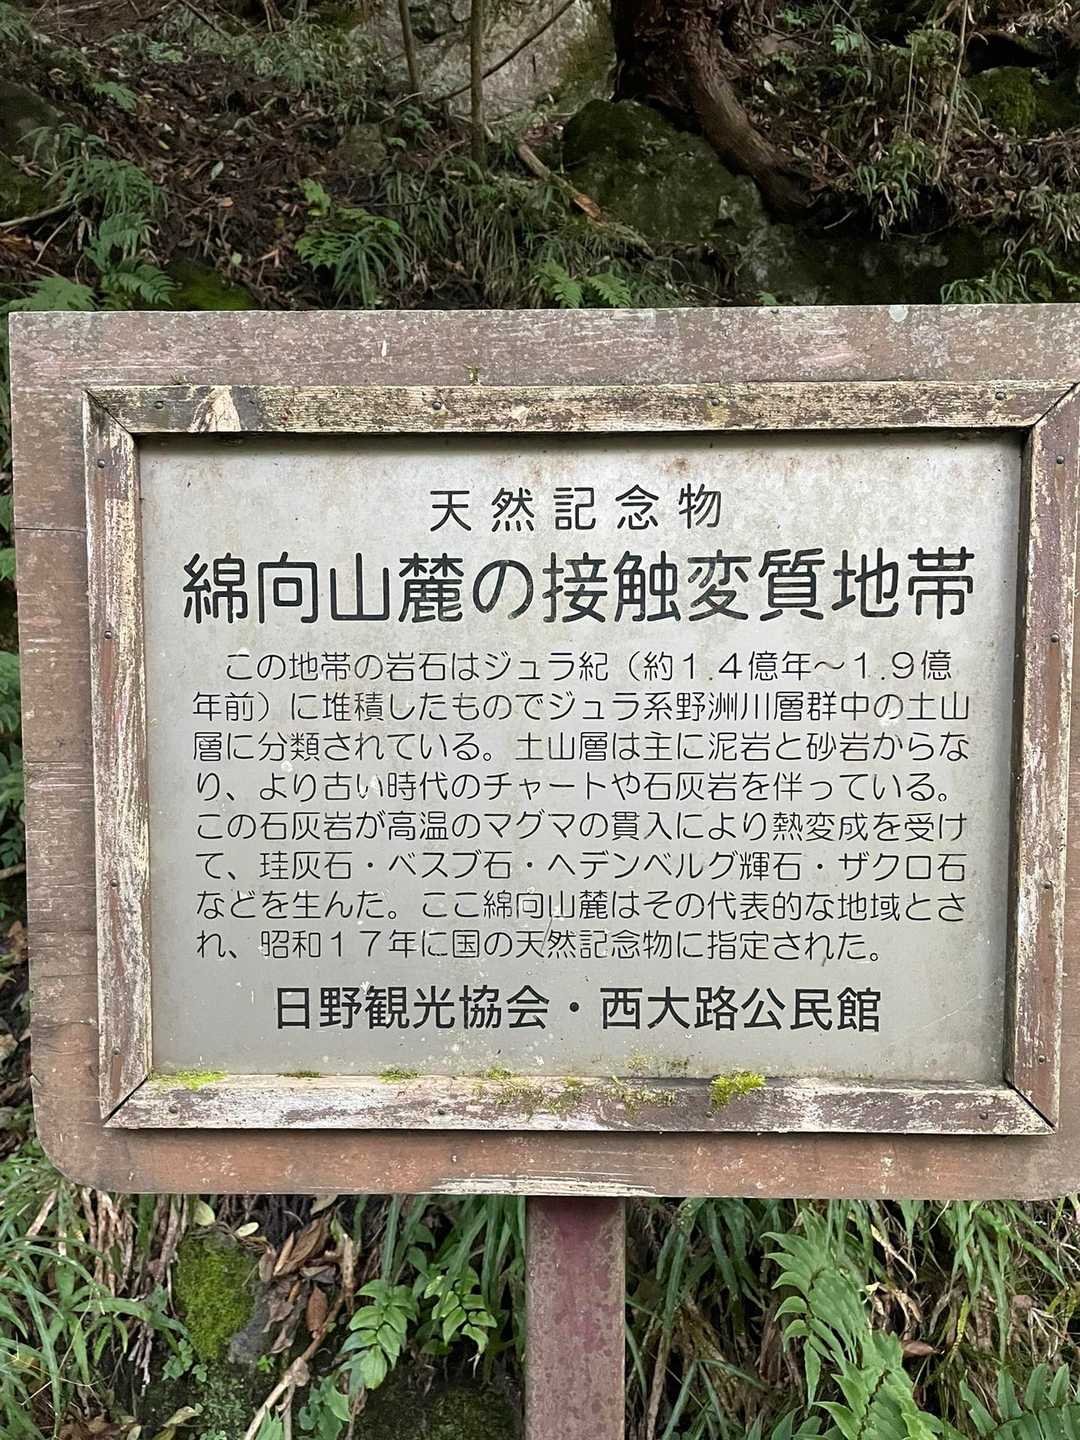 天然記念物
綿向山麓の接触変質地帯
この地帯の岩石はジュラ紀（約１.４億年～１.９億
年前）に堆積したものでジュラ系野洲川層群中の土山
層に分類されている。土山層は主に泥岩と砂岩からな
り、より古い時代のチャートや石灰岩を伴っている。
この石灰岩が高温のマグマの貫入により熱変成を受け
て、珪灰石・ベスブ石・ヘデンベルグ輝石・ザクロ石
などを生んだ。ここ綿向山麓はその代表的な地域とさ
れ、昭和１７年に国の天然記念物に指定された。
日野観光協会・西大路公民館